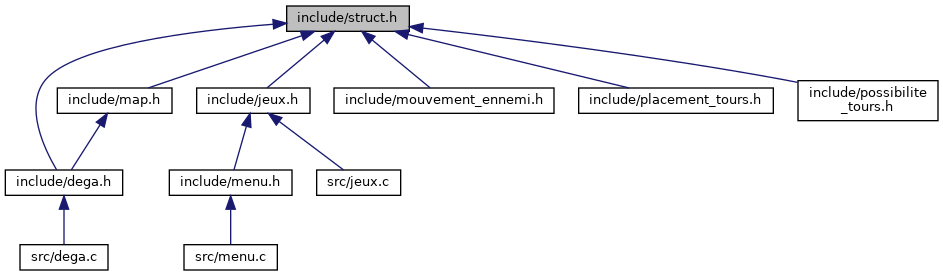 include/struct.h
include/map.h
include/jeux.h
include/mouvement_ennemi.h
include/placement_tours.h
include/possibilite
_tours.h
include/dega.h
include/menu.h
src/jeux.c
src/dega.c
src/menu.c